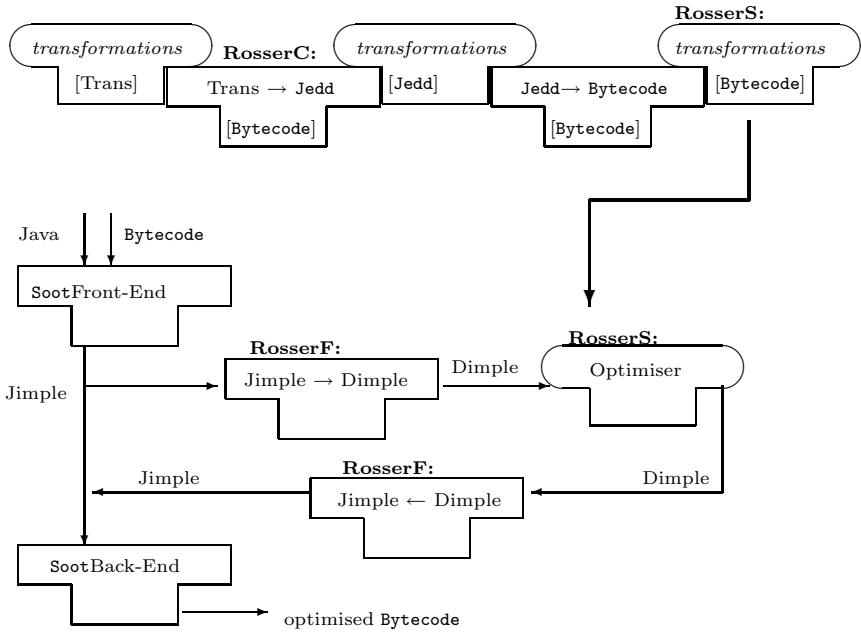 RosserS:
transformations RosserC: transformations transformations
[Trans] Trans → Jedd [Jedd] Jedd→ Bytecode [Bytecode]
[Bytecode] [Bytecode]
Java Bytecode
SootFront-End
RosserF: RosserS:
Jimple Jimple → Dimple Dimple Optimiser
RosserF:
Jimple Jimple ← Dimple Dimple
SootBack-End
optimised Bytecode